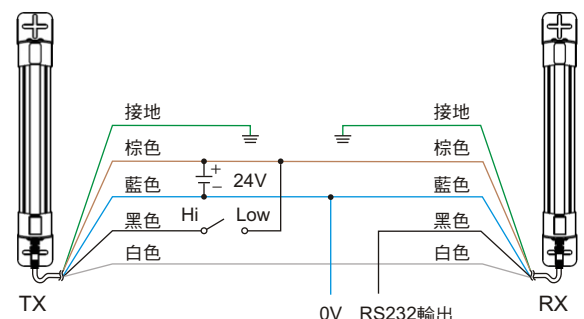 接地 接地
棕色 棕色
+
− 24V
藍色 藍色
Hi Low
黑色 黑色
白色 白色
TX RX
0V RS232輸出